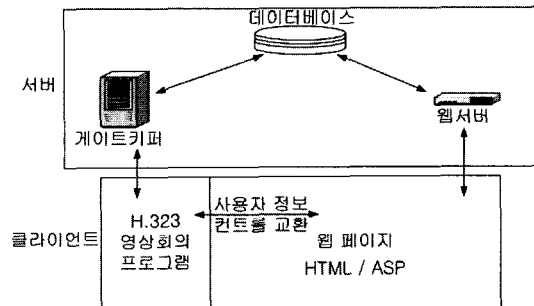 데이터베이스
서버
게이트키퍼
웹서버
클라이언트
H.323
영상회의
프로그램
사용자 정보
컨트롤 교환
웹 페이지
HTML / ASP